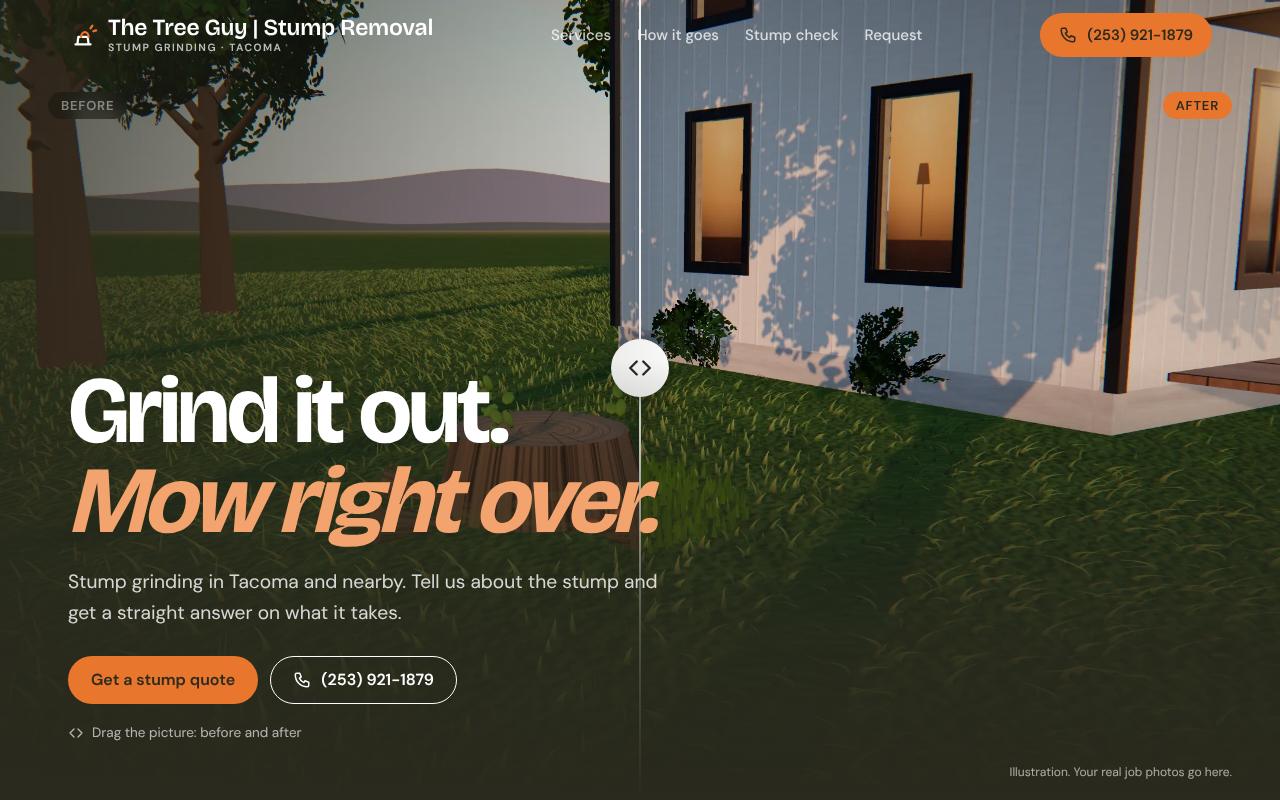 The Tree Guy | Stump Removal
STUMP GRINDING · TACOMA
Services
How it goes
Stump check
Request
(253) 921-1879
BEFORE
AFTER
Grind it out.
Mow right over.
Stump grinding in Tacoma and nearby. Tell us about the stump and
get a straight answer on what it takes.
Get a stump quote
(253) 921-1879
Drag the picture: before and after
Illustration. Your real job photos go here.